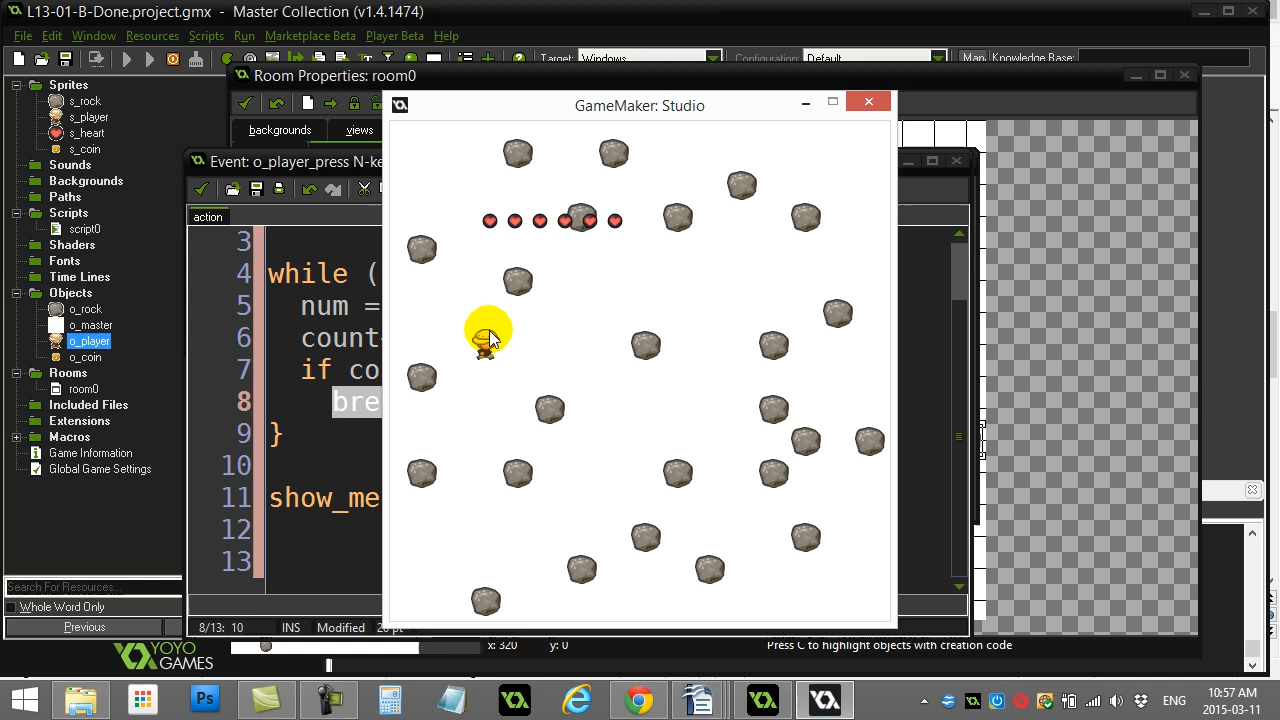 L13-01-B-Done.project.gmx - Master Collection (v1.4.1474)
File Edit Window Resources Scripts Run Marketplace Beta Player Beta Help
Target: Windows Configuration: Default Man Knowledge Base:
Sprites
s_rock
s_player
s_heart
s_coin
Sounds
Backgrounds
Paths
Scripts
script0
Shaders
Fonts
Time Lines
Objects
o_rock
o_master
o_player
o_coin
Rooms
room0
Included Files
Extensions
Macros
Game Information
Global Game Settings
Search For Resources...
Whole Word Only
Previous
YOYO
GAMES
Room Properties: room0
backgrounds views
Event: o_player_press N-ke
action
3
4 while (
5 num =
6 count
7 if co
8 bre
9 }
10
11 show_me
12
13
8/13: 10 INS Modified 20 pt
GameMaker: Studio
x: 320 y: 0 Press C to highlight objects with creation code
Ps
ENG
10:57 AM
2015-03-11